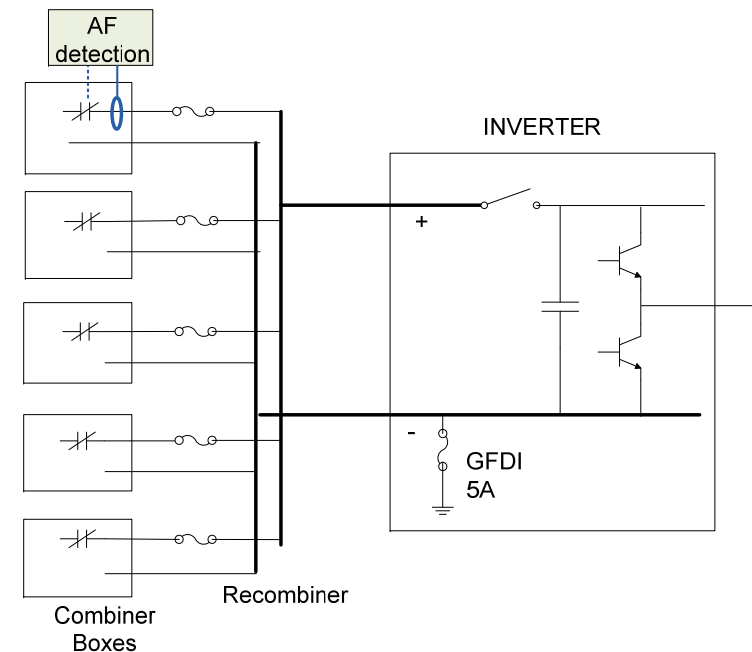 AF
detection
INVERTER
+
-
GFDI
5A
Recombiner
Combiner
Boxes